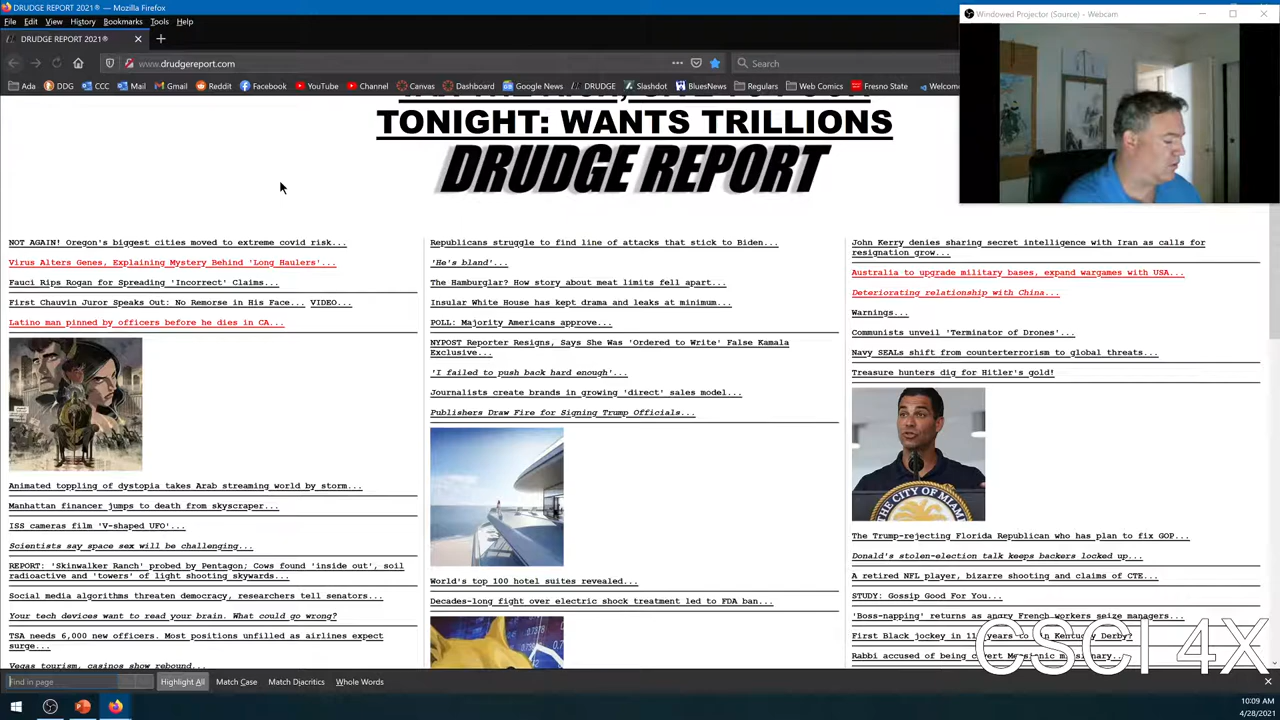 DRUDGE REPORT 2021® — Mozilla Firefox
File Edit View History Bookmarks Tools Help
DRUDGE REPORT 2021®
www.drudgereport.com
Search
Ada DDG CCC Mail Gmail Reddit Facebook YouTube Channel Canvas Dashboard Google News DRUDGE Slashdot BluesNews Regulars Web Comics Fresno State Welcome
Windowed Projector (Source) - Webcam
TONIGHT: WANTS TRILLIONS
DRUDGE REPORT
NOT AGAIN! Oregon's biggest cities moved to extreme covid risk...
Virus Alters Genes, Explaining Mystery Behind 'Long Haulers'...
Fauci Rips Rogan for Spreading 'Incorrect' Claims...
First Chauvin Juror Speaks Out: No Remorse in His Face... VIDEO...
Latino man pinned by officers before he dies in CA...
Animated toppling of dystopia takes Arab streaming world by storm...
Manhattan financer jumps to death from skyscraper...
ISS cameras film 'V-shaped UFO'...
Scientists say space sex will be challenging...
REPORT: 'Skinwalker Ranch' probed by Pentagon; Cows found 'inside out', soil
radioactive and 'towers' of light shooting skywards...
Social media algorithms threaten democracy, researchers tell senators...
Your tech devices want to read your brain. What could go wrong?
TSA needs 6,000 new officers. Most positions unfilled as airlines expect
surge...
Vegas tourism, casinos show rebound...
Republicans struggle to find line of attacks that stick to Biden...
'He's bland'...
The Hamburglar? How story about meat limits fell apart...
Insular White House has kept drama and leaks at minimum...
POLL: Majority Americans approve...
NYPOST Reporter Resigns, Says She Was 'Ordered to Write' False Kamala
Exclusive...
'I failed to push back hard enough'...
Journalists create brands in growing 'direct' sales model...
Publishers Draw Fire for Signing Trump Officials...
World's top 100 hotel suites revealed...
Decades-long fight over electric shock treatment led to FDA ban...
John Kerry denies sharing secret intelligence with Iran as calls for
resignation grow...
Australia to upgrade military bases, expand wargames with USA...
Deteriorating relationship with China...
Warnings...
Communists unveil 'Terminator of Drones'...
Navy SEALs shift from counterterrorism to global threats...
Treasure hunters dig for Hitler's gold!
THE CITY OF MIAMI
The Trump-rejecting Florida Republican who has plan to fix GOP...
Donald's stolen-election talk keeps backers locked up...
A retired NFL player, bizarre shooting and claims of CTE...
STUDY: Gossip Good For You...
'Boss-napping' returns as angry French workers seize managers...
First Black jockey in 11 years to win Kentucky Derby?
Rabbi accused of being covert Messianic missionary...
CSCI 4X
Find in page
Highlight All Match Case Match Diacritics Whole Words
10:09 AM
4/28/2021